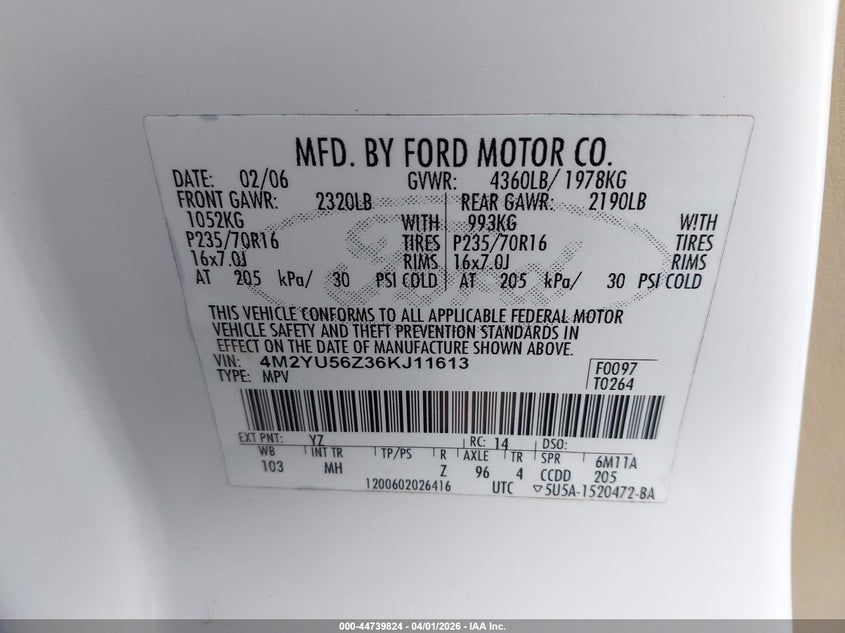 MFD. BY FORD MOTOR CO.
DATE: 02/06 GVWR: 4360LB/ 1978KG
FRONT GAWR: 2320LB REAR GAWR: 2190LB
1052KG WITH 993KG WITH
P235/70R16 TIRES P235/70R16 TIRES
16x7.0J RIMS 16x7.0J RIMS
AT 205 kPa/ 30 PSI COLD AT 205 kPa/ 30 PSI COLD
THIS VEHICLE CONFORMS TO ALL APPLICABLE FEDERAL MOTOR
VEHICLE SAFETY AND THEFT PREVENTION STANDARDS IN
EFFECT ON THE DATE OF MANUFACTURE SHOWN ABOVE.
VIN: 4M2YU56Z36KJ11613 F0097
TYPE: MPV T0264
EXT PNT: YZ RC: 14 DSO:
WB INT TR TP/PS R AXLE TR SPR 6M11A
103 MH Z 96 4 CCDD 205
1200602026416 UTC ▽5U5A-1520472-BA
Ford
000-44739824 | 04/01/2026 - IAA Inc.